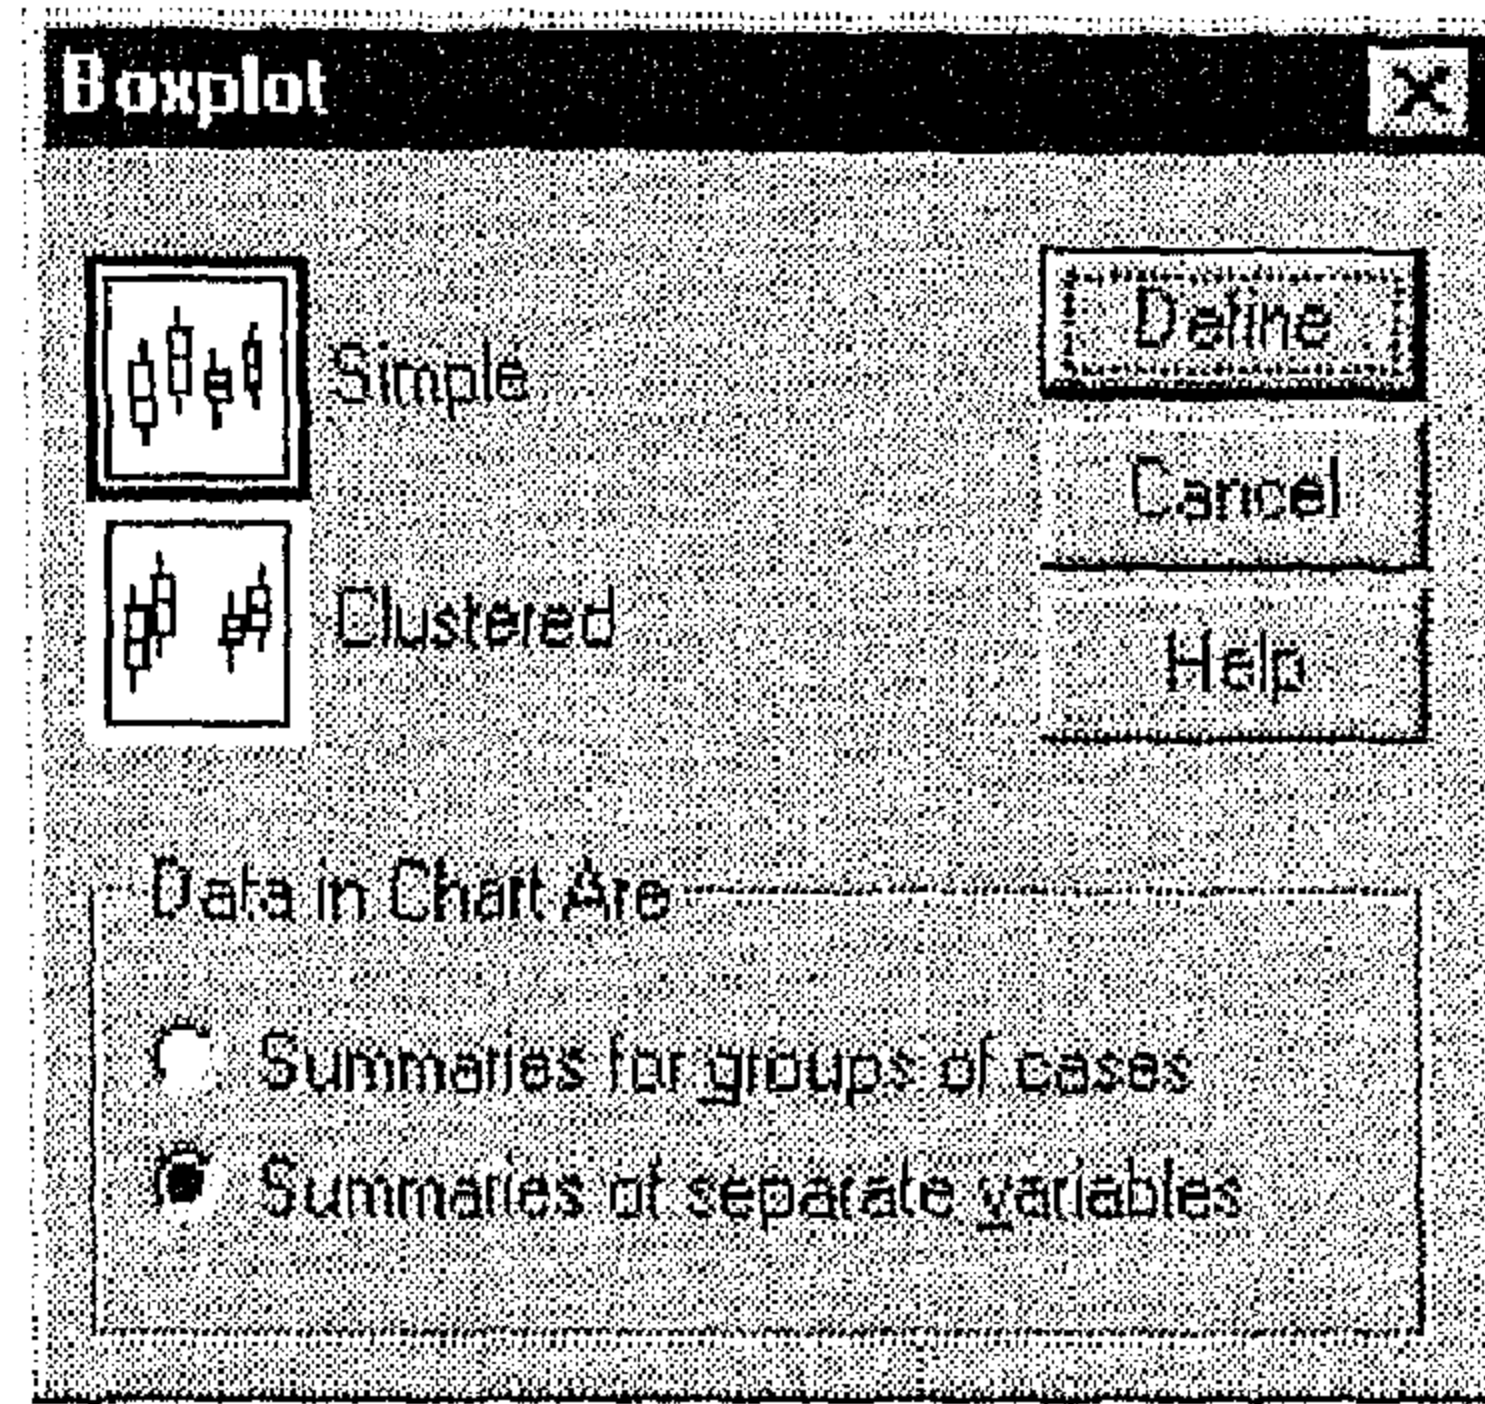 Boxplot
Simple
Define
Cancel
Clustered
Help
Data in Chart Are
Summaries for groups of cases
Summaries of separate variables